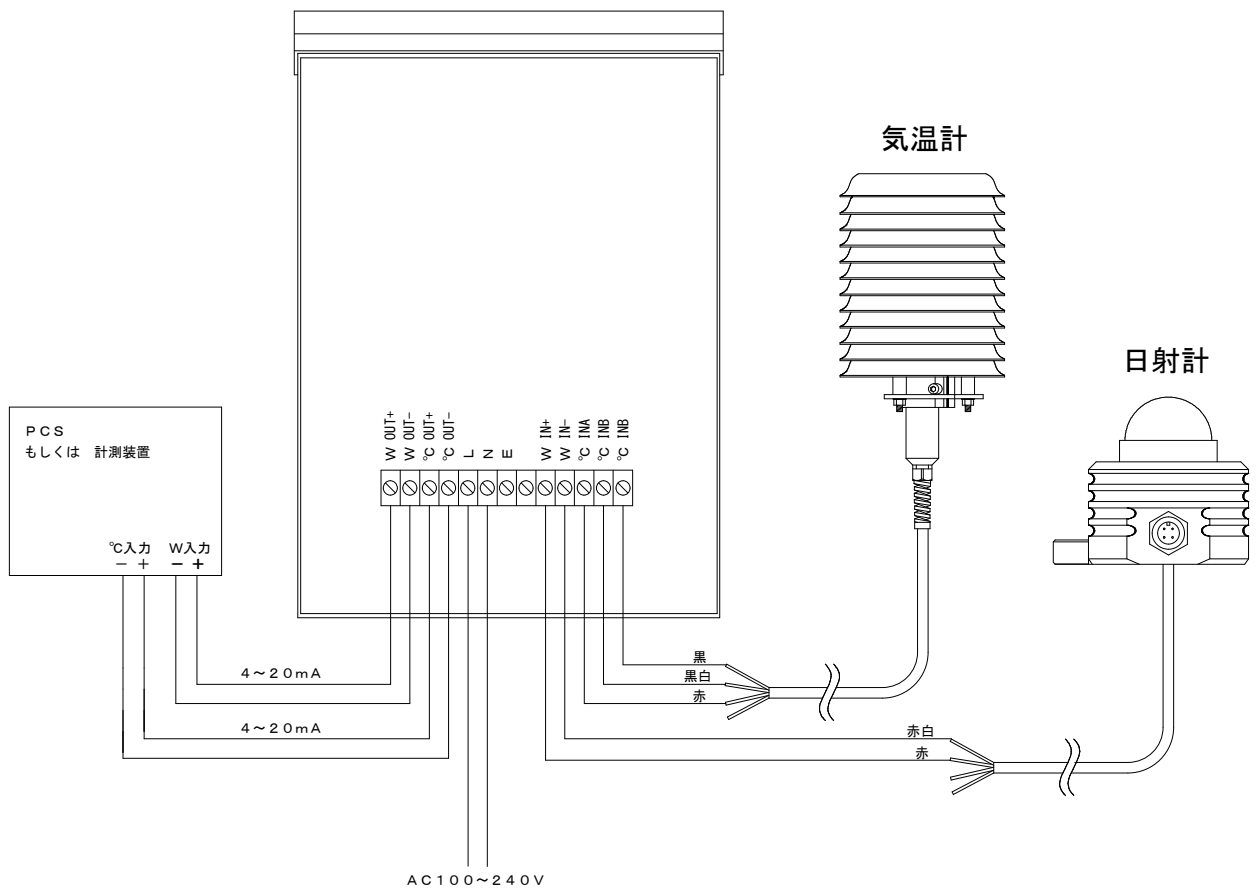 気温計
日射計
PCS
もしくは 計測装置
℃入力 W入力
− + − +
W OUT+
W OUT-
℃ OUT+
℃ OUT-
L
N
E
W IN+
W IN-
℃ INA
℃ INB
℃ INB
4~20mA
4~20mA
黒
黒白
赤
赤白
赤
AC100~240V